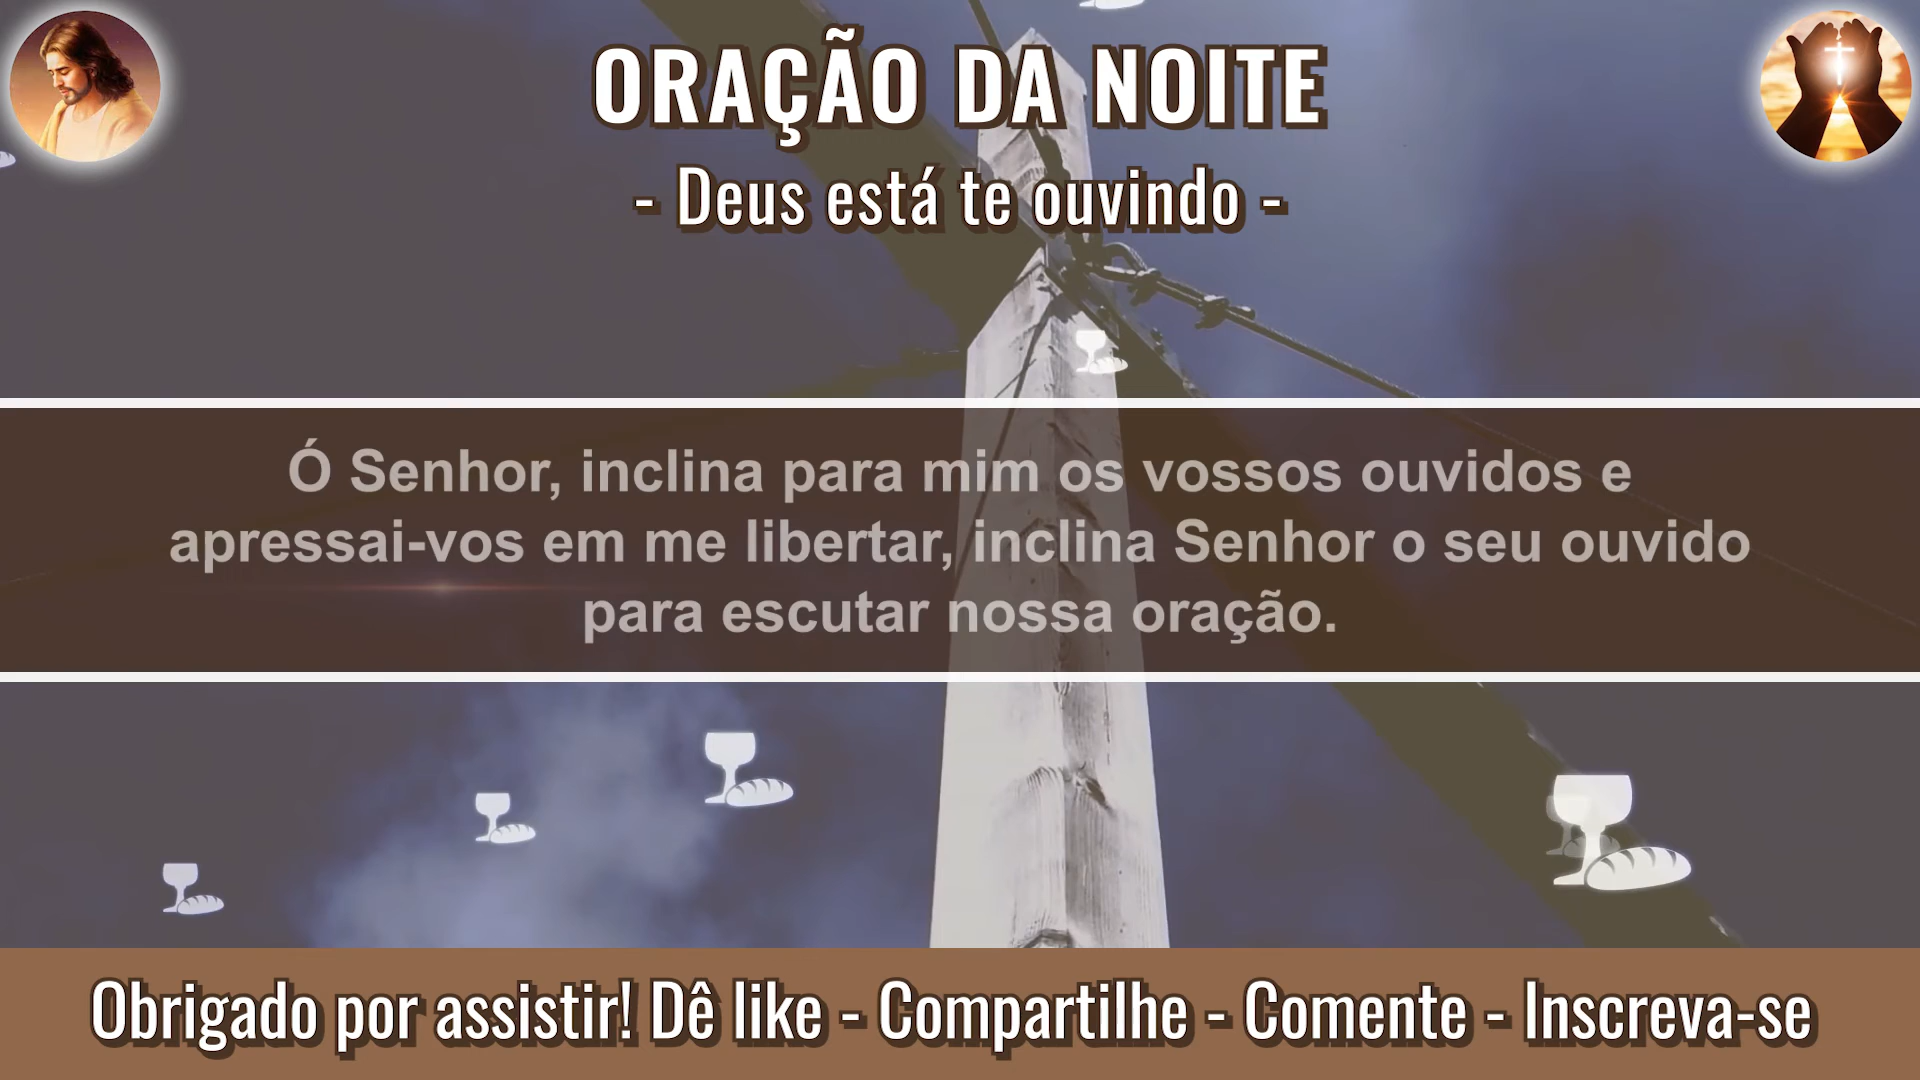 ORAÇÃO DA NOITE
- Deus está te ouvindo -
Ó Senhor, inclina para mim os vossos ouvidos e
apressai-vos em me libertar, inclina Senhor o seu ouvido
para escutar nossa oração.
Obrigado por assistir! Dê like - Compartilhe - Comente - Inscreva-se